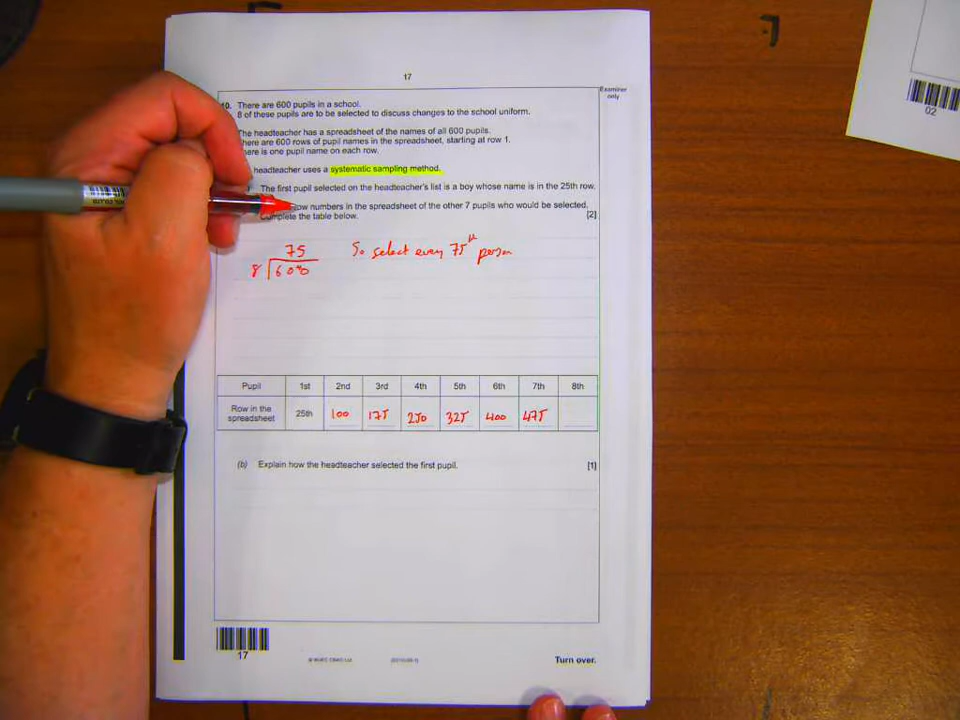 17
Examiner
only
10. There are 600 pupils in a school.
8 of these pupils are to be selected to discuss changes to the school uniform.
The headteacher has a spreadsheet of the names of all 600 pupils.
There are 600 rows of pupil names in the spreadsheet, starting at row 1.
There is one pupil name on each row.
headteacher uses a systematic sampling method.
The first pupil selected on the headteacher's list is a boy whose name is in the 25th row.
row numbers in the spreadsheet of the other 7 pupils who would be selected.
Complete the table below. [2]
75 So select every 75th person
8 600
Pupil 1st 2nd 3rd 4th 5th 6th 7th 8th
Row in the spreadsheet 25th 100 175 250 325 400 475
(b) Explain how the headteacher selected the first pupil. [1]
17
Turn over.
02